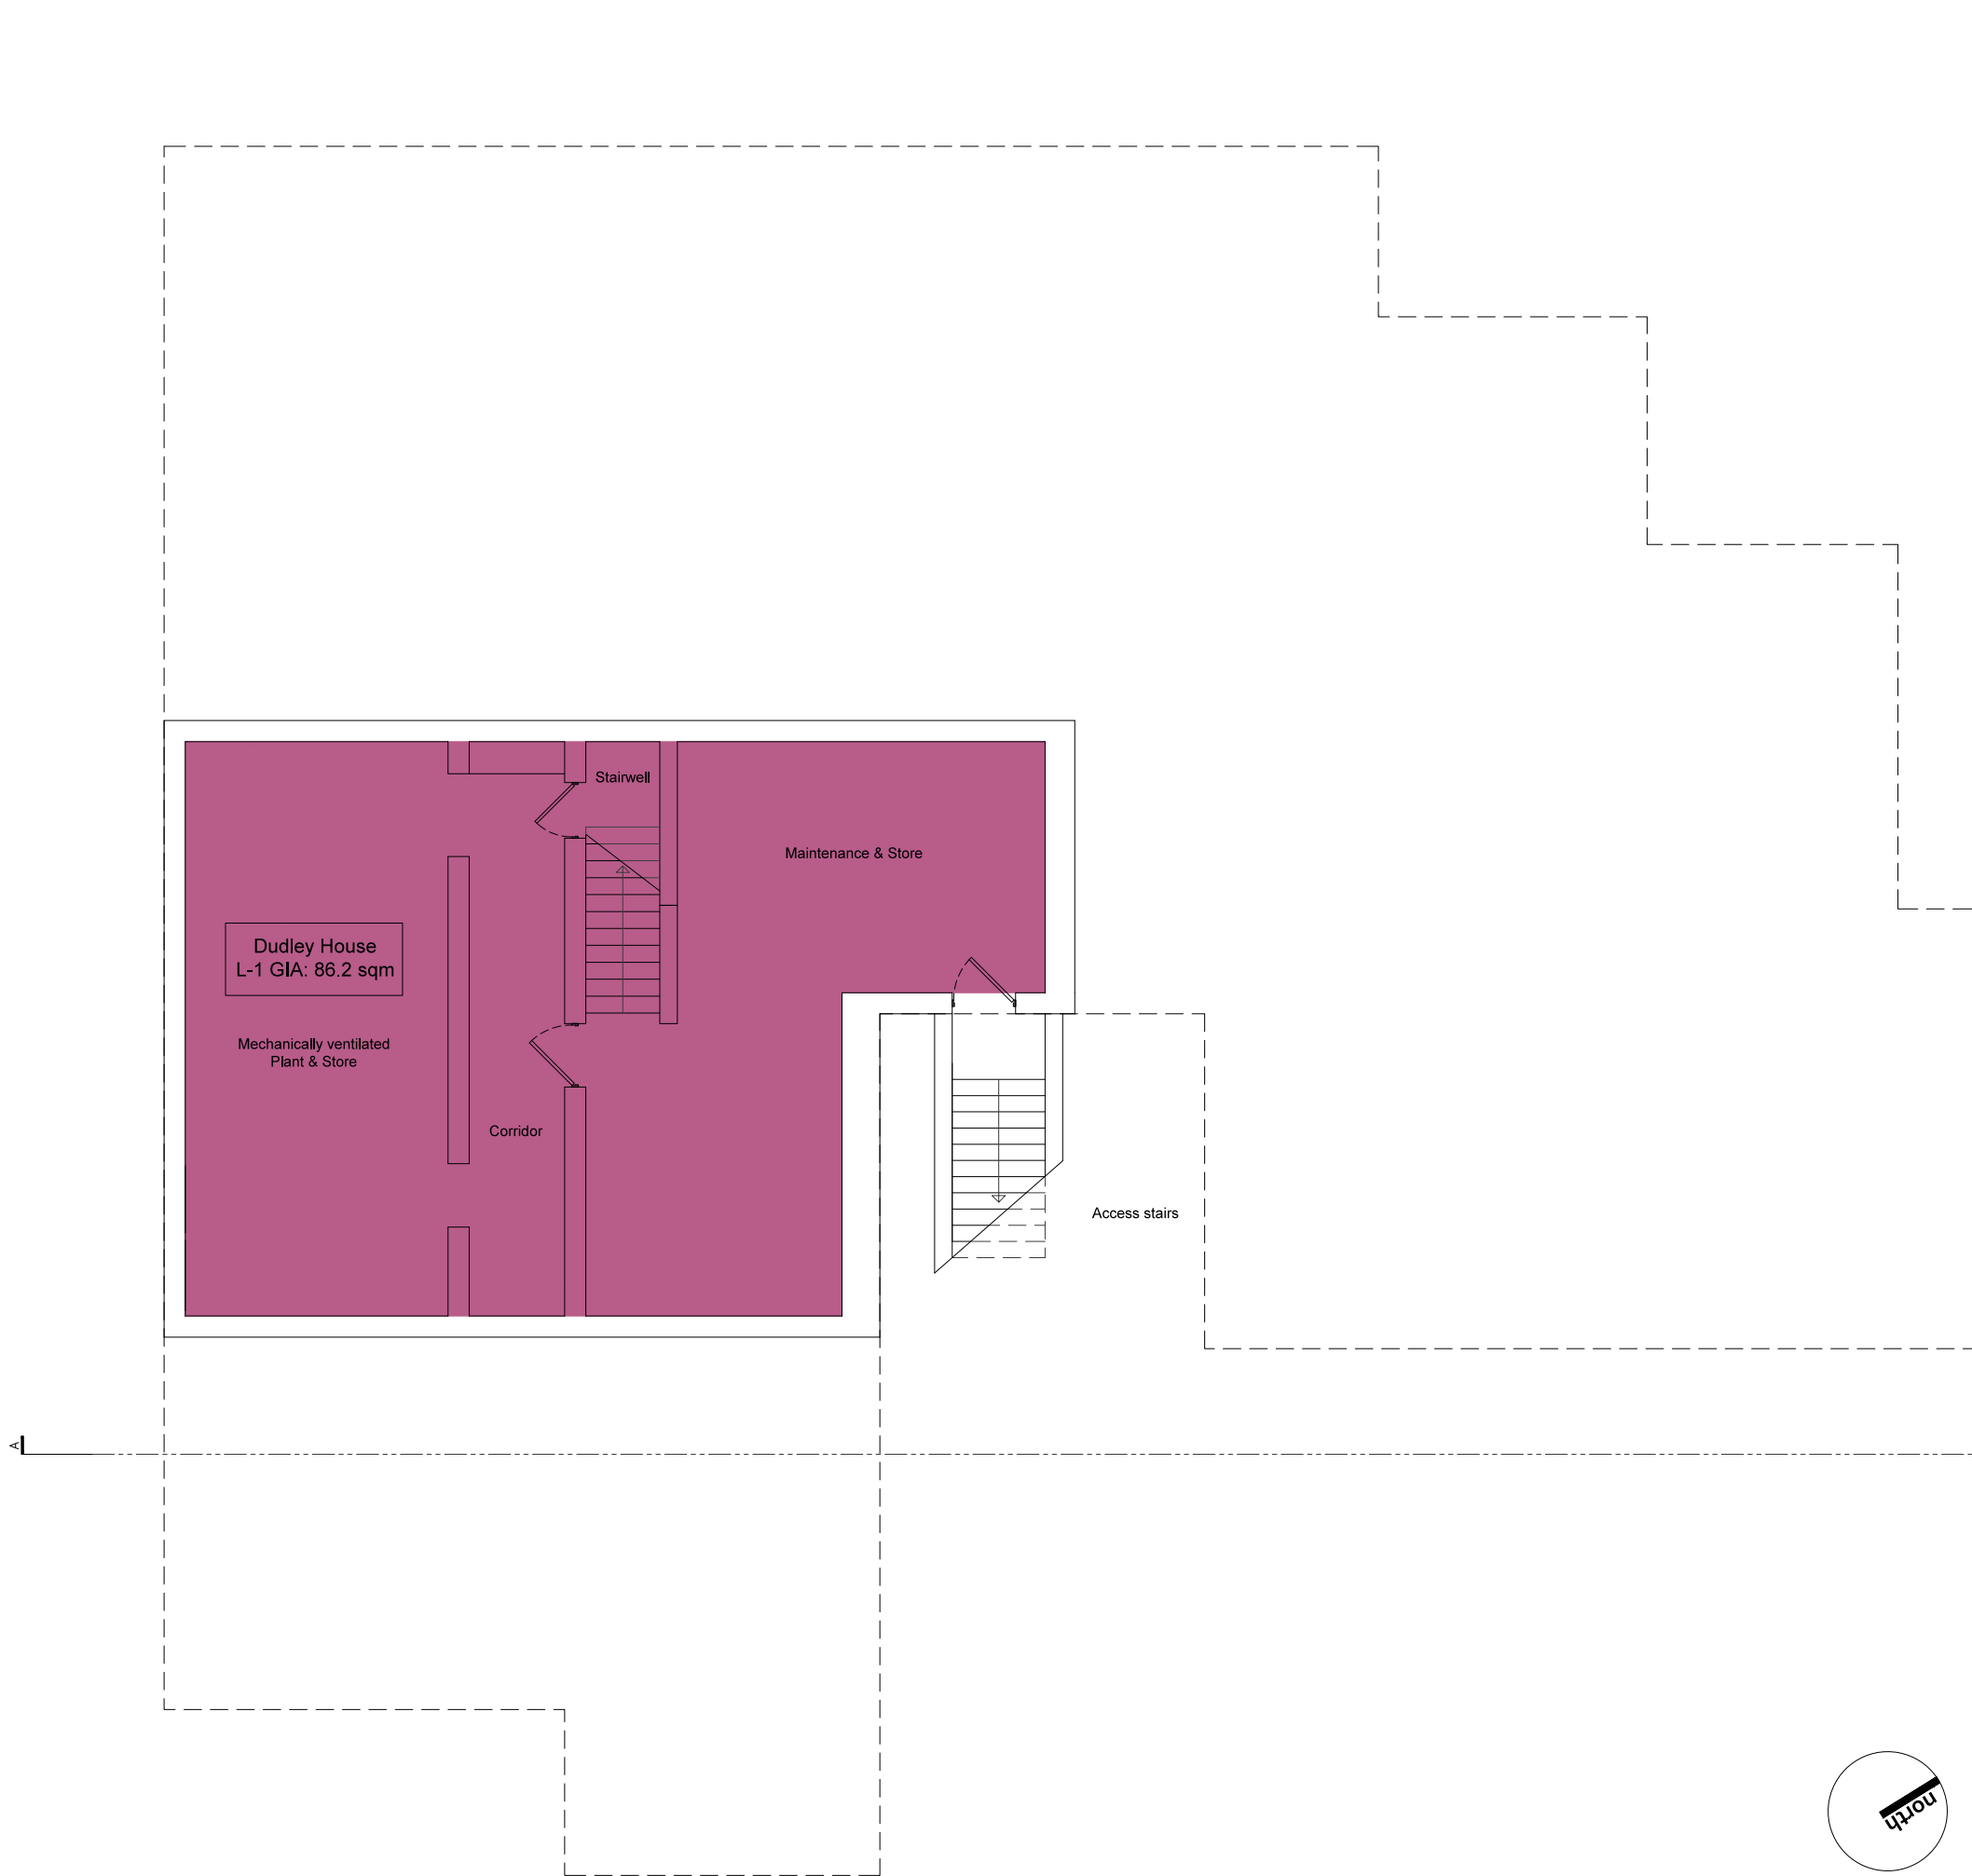 Stairwell
Maintenance & Store
Dudley House
L-1 GIA: 86.2 sqm
Mechanically ventilated
Plant & Store
Corridor
Access stairs
A
north